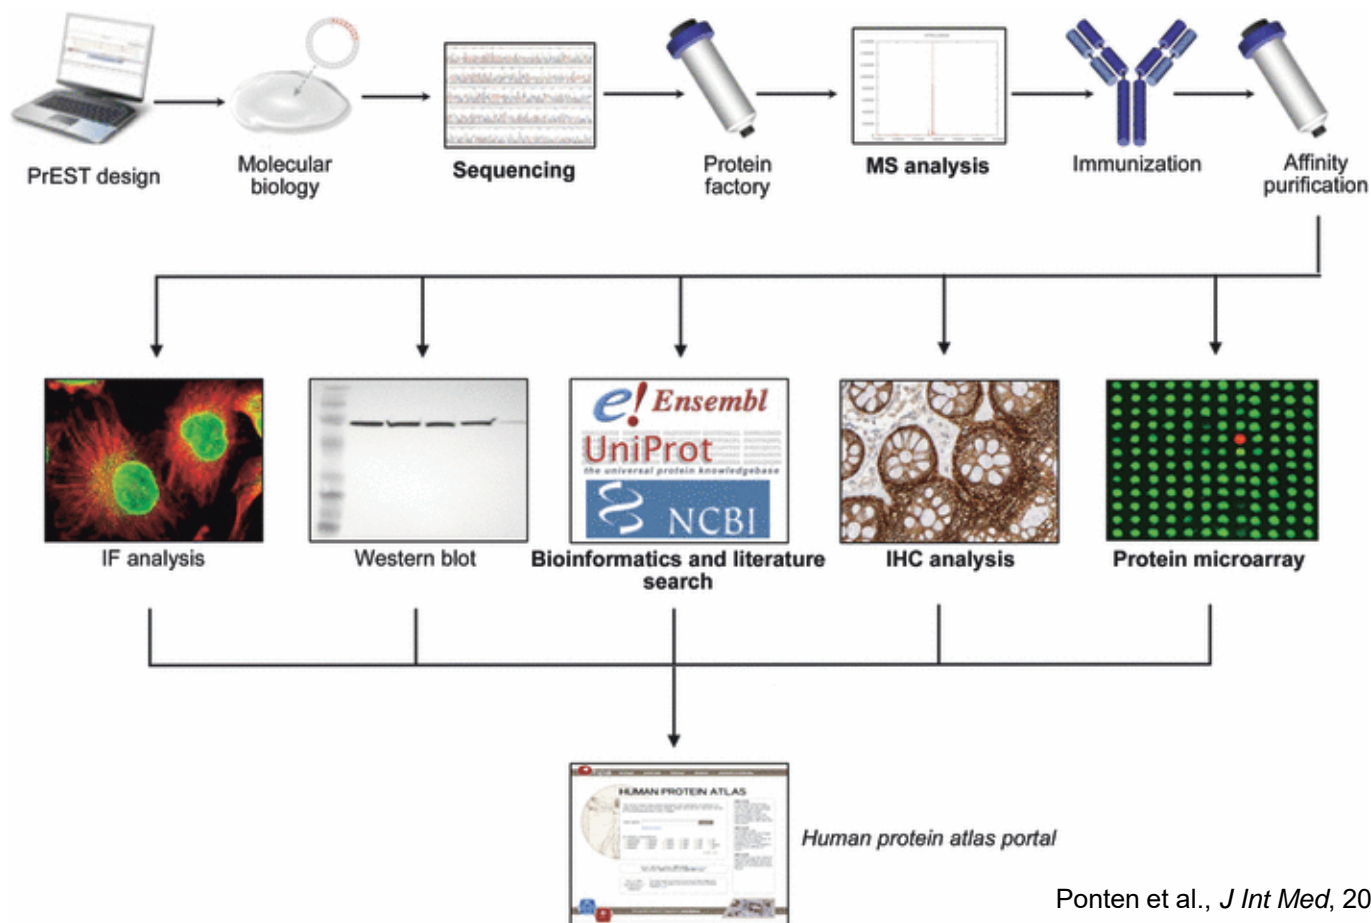 PrEST design
Molecular
biology
Sequencing
Protein
factory
MS analysis
Immunization
Affinity
purification
e! Ensembl
UniProt
the universal protein knowledgebase
NCBI
IF analysis
Western blot
Bioinformatics and literature
search
IHC analysis
Protein microarray
HUMAN PROTEIN ATLAS
Human protein atlas portal
Ponten et al., J Int Med, 20